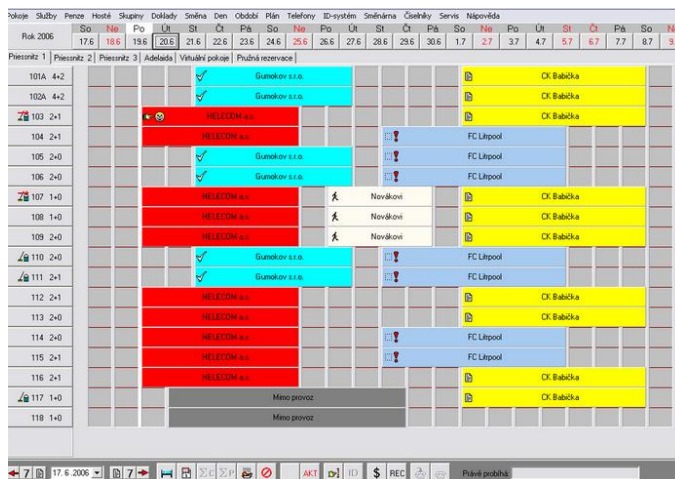 Pokoje Služby Penze Hosté Skupiny Doklady Směna Den Období Plán Telefony ID-systém Směnárna Číselníky Servis Nápověda
Rok 2006 So Ne Po Út St Čt Pá So Ne Po Út St Čt Pá So Ne Po Út St Čt Pá So Ne
17.6 18.6 19.6 20.6 21.6 22.6 23.6 24.6 25.6 26.6 27.6 28.6 29.6 30.6 1.7 2.7 3.7 4.7 5.7 6.7 7.7 8.7 9.
Priessnitz 1 Priessnitz 2 Priessnitz 3 Adelaida Virtuální pokoje Pružná rezervace
101A 4+2 Gumokov s.r.o. CK Babička
102A 4+2 Gumokov s.r.o. CK Babička
103 2+1 HELECOM a.s. CK Babička
104 2+1 HELECOM a.s. FC Litrpool
105 2+0 Gumokov s.r.o. FC Litrpool
106 2+0 Gumokov s.r.o. FC Litrpool
107 1+0 HELECOM a.s. Novákovi CK Babička
108 1+0 HELECOM a.s. Novákovi CK Babička
109 2+0 HELECOM a.s. Novákovi CK Babička
110 2+0 Gumokov s.r.o. FC Litrpool
111 2+1 Gumokov s.r.o. FC Litrpool
112 2+1 HELECOM a.s. CK Babička
113 2+0 HELECOM a.s. CK Babička
114 2+0 HELECOM a.s. FC Litrpool
115 2+1 HELECOM a.s. FC Litrpool
116 2+1 HELECOM a.s. CK Babička
117 1+0 Mimo provoz CK Babička
118 1+0 Mimo provoz
7 17. 6.2006 7 ΣC ΣP AKT ID $ REC Právě probíhá: